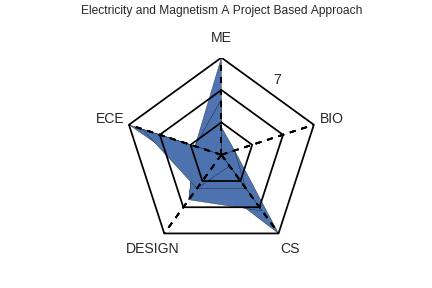 Electricity and Magnetism A Project Based Approach
ME
7
ECE
BIO
DESIGN
CS